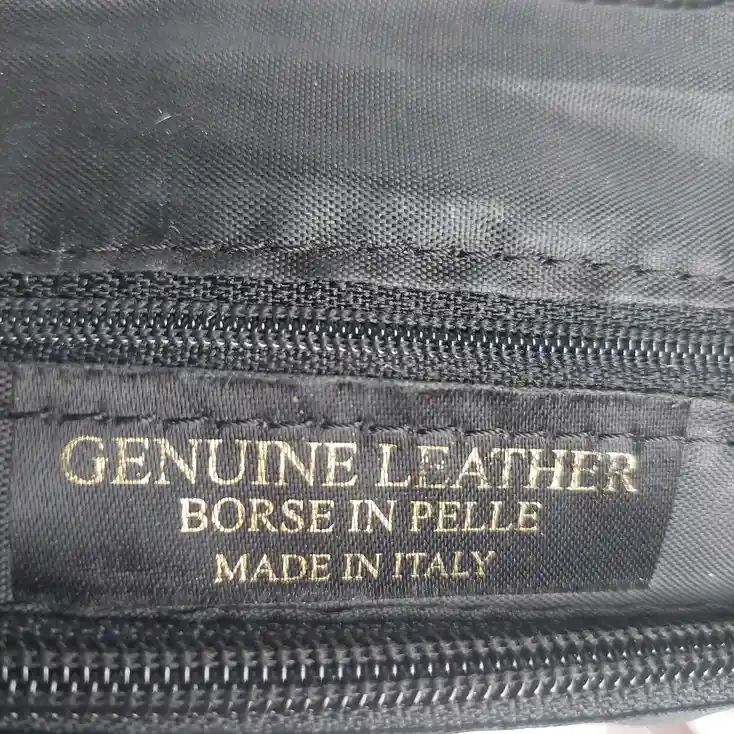 GENUINE LEATHER
BORSE IN PELLE
MADE IN ITALY